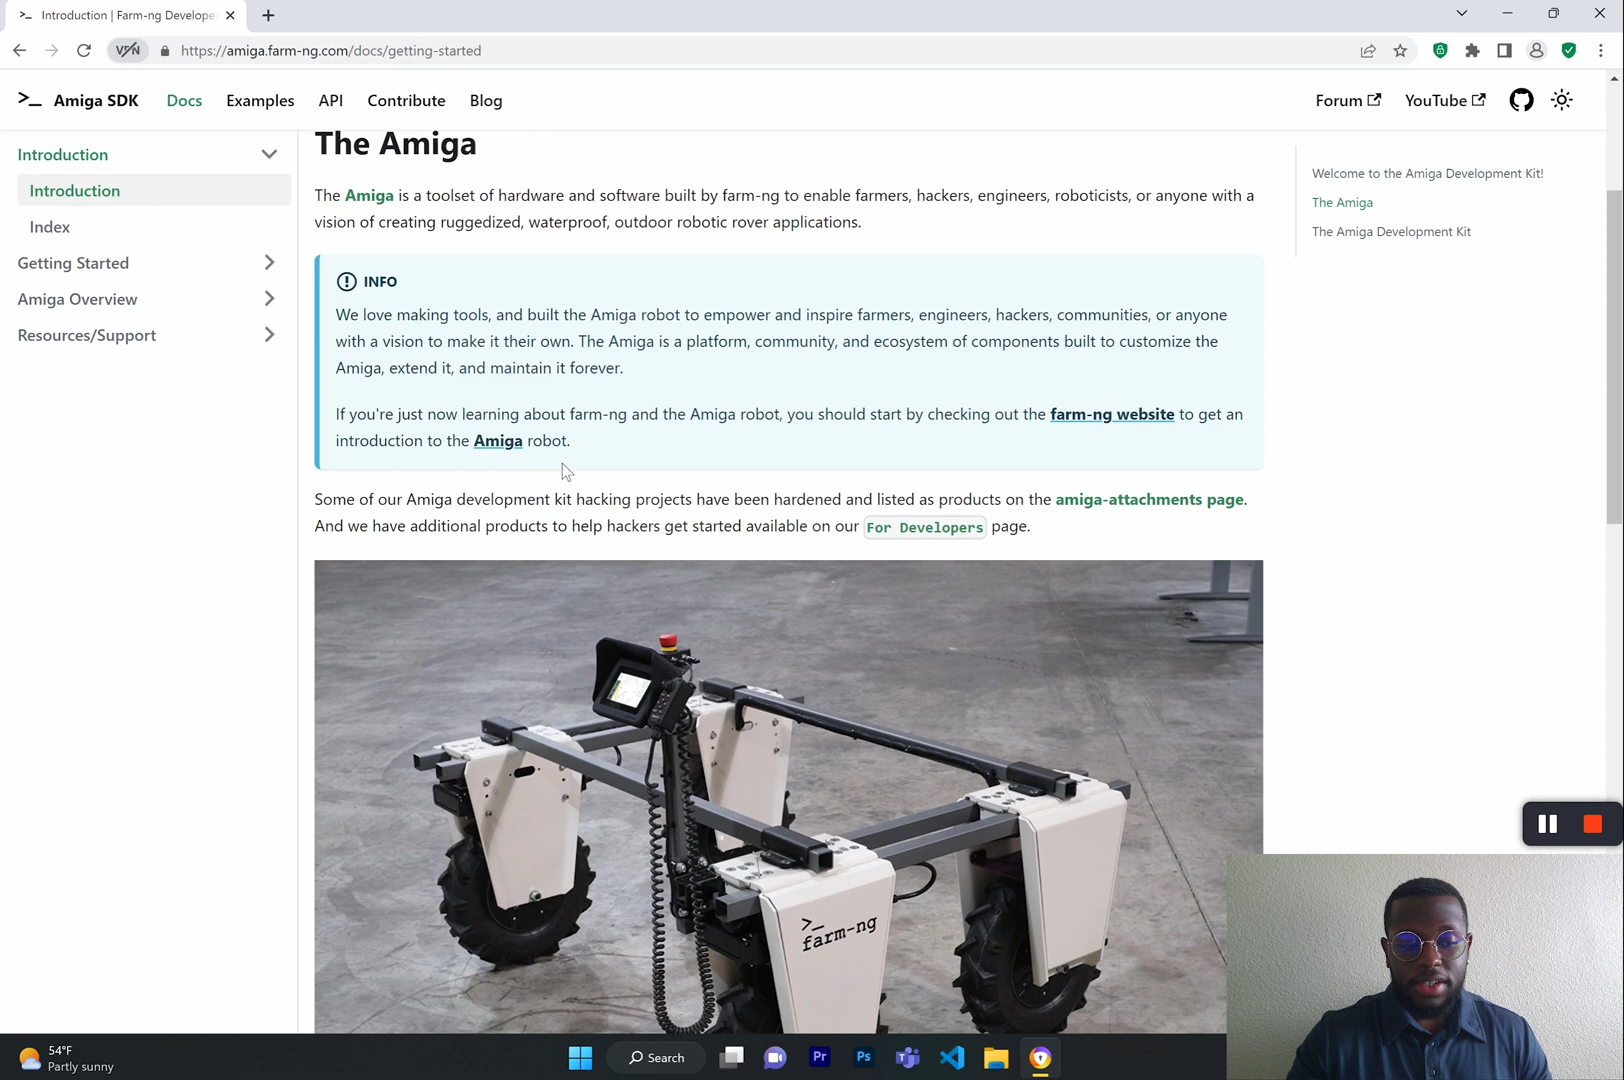 Introduction | Farm-ng Develope
VPN
https://amiga.farm-ng.com/docs/getting-started
Amiga SDK
Docs
Examples
API
Contribute
Blog
Forum
YouTube
Introduction
Introduction
Index
Getting Started
Amiga Overview
Resources/Support
The Amiga
The Amiga is a toolset of hardware and software built by farm-ng to enable farmers, hackers, engineers, roboticists, or anyone with a
vision of creating ruggedized, waterproof, outdoor robotic rover applications.
INFO
We love making tools, and built the Amiga robot to empower and inspire farmers, engineers, hackers, communities, or anyone
with a vision to make it their own. The Amiga is a platform, community, and ecosystem of components built to customize the
Amiga, extend it, and maintain it forever.
If you're just now learning about farm-ng and the Amiga robot, you should start by checking out the farm-ng website to get an
introduction to the Amiga robot.
Some of our Amiga development kit hacking projects have been hardened and listed as products on the amiga-attachments page.
And we have additional products to help hackers get started available on our For Developers page.
>_
farm-ng
Welcome to the Amiga Development Kit!
The Amiga
The Amiga Development Kit
54°F
Partly sunny
Search
Pr
Ps